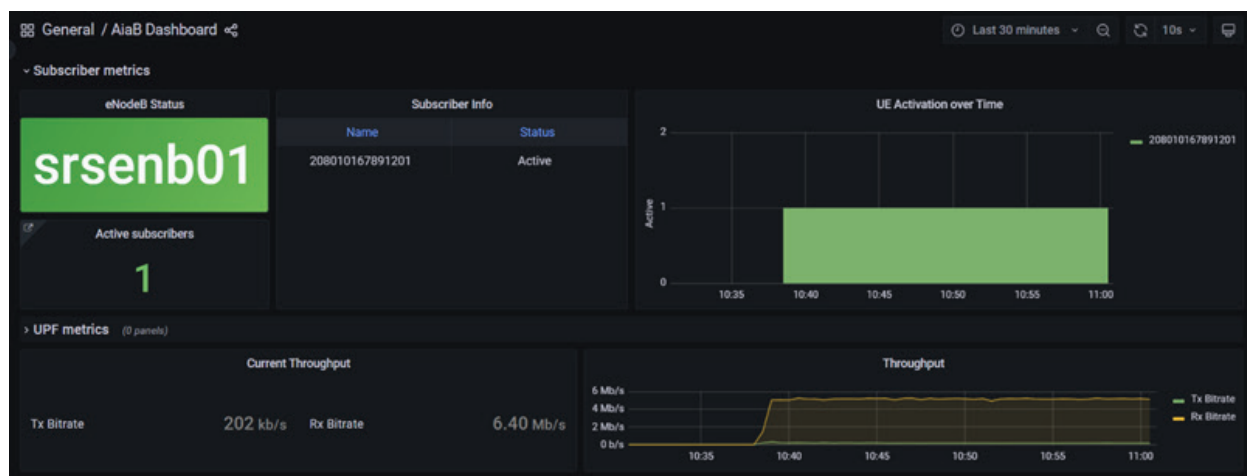 General / AiaB Dashboard
Last 30 minutes
10s
Subscriber metrics
eNodeB Status
srsenb01
Active subscribers
1
Subscriber Info
Name Status
208010167891201 Active
UE Activation over Time
2
1
0
Active
10:35 10:40 10:45 10:50 10:55 11:00
208010167891201
UPF metrics (0 panels)
Current Throughput
Tx Bitrate 202 kb/s Rx Bitrate 6.40 Mb/s
Throughput
6 Mb/s
4 Mb/s
2 Mb/s
0 b/s
10:35 10:40 10:45 10:50 10:55 11:00
Tx Bitrate
Rx Bitrate